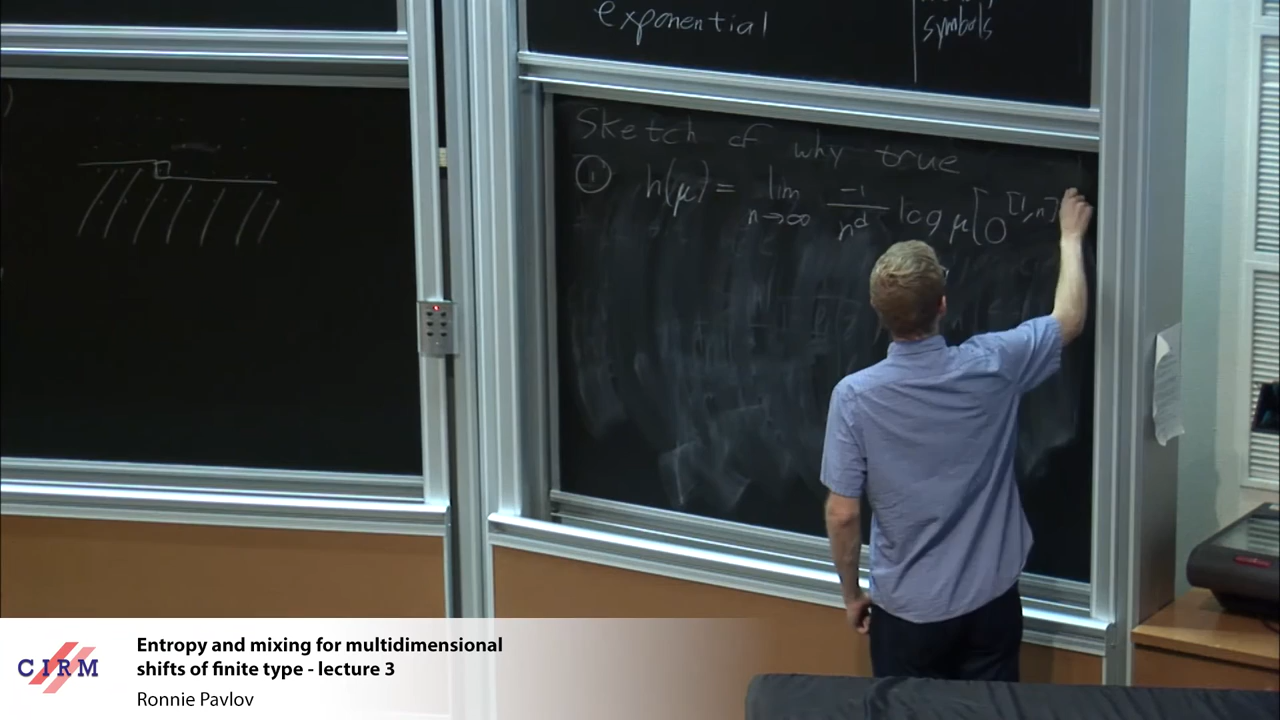 exponential
symbols
Sketch of why true
① h(μ) = lim n→∞ -1/n^d log μ[0^[1,n]
CIRM
Entropy and mixing for multidimensional
shifts of finite type - lecture 3
Ronnie Pavlov